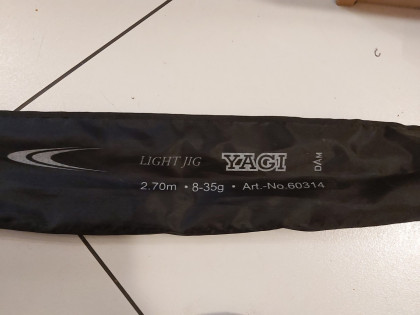 LIGHT JIG YAGI DAM
2.70m • 8-35g • Art.-No.60314